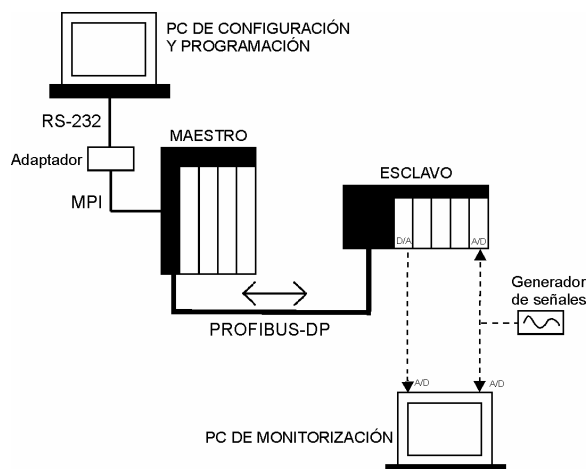 PC DE CONFIGURACIÓN
Y PROGRAMACIÓN
RS-232
Adaptador
MPI
MAESTRO
ESCLAVO
D/A
A/D
Generador
de señales
PROFIBUS-DP
A/D
A/D
PC DE MONITORIZACIÓN